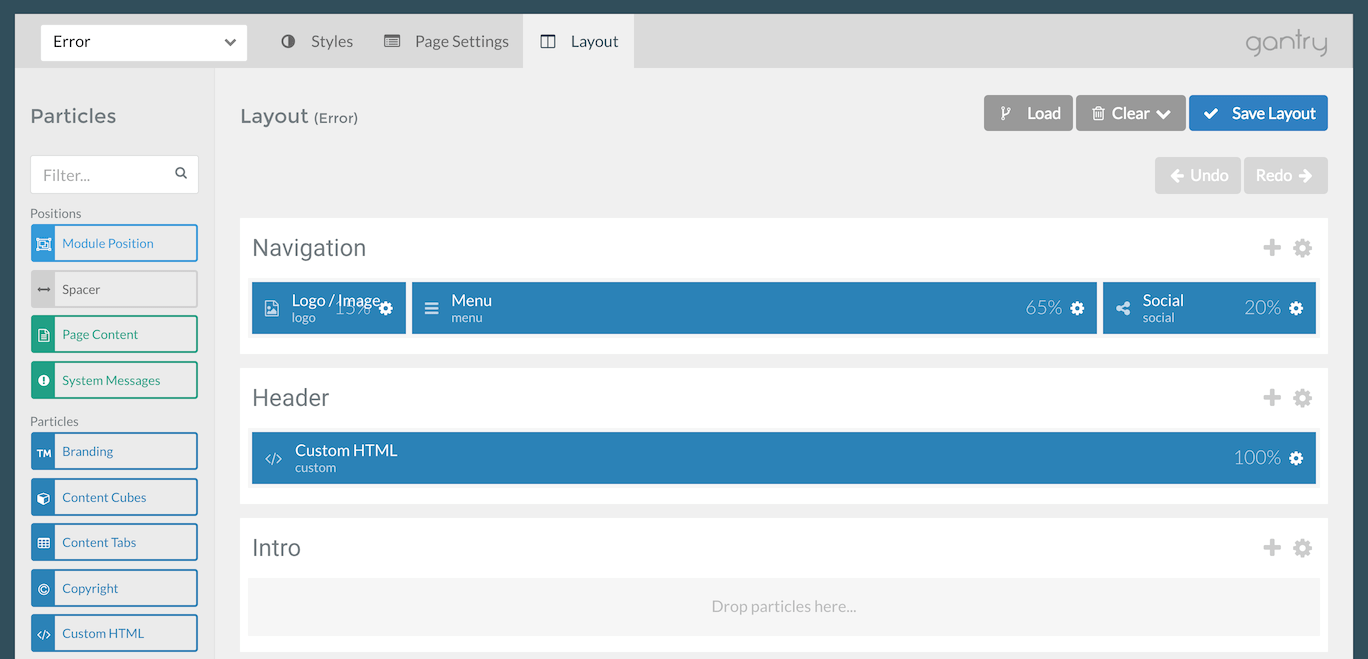 Error
Styles
Page Settings
Layout
gantry
Particles
Filter...
Positions
Module Position
Spacer
Page Content
System Messages
Particles
TM Branding
Content Cubes
Content Tabs
© Copyright
</> Custom HTML
Layout (Error)
Load
Clear
Save Layout
Undo
Redo
Navigation
Logo / Image 15%
logo
Menu 65%
menu
Social 20%
social
Header
</> Custom HTML 100%
custom
Intro
Drop particles here...